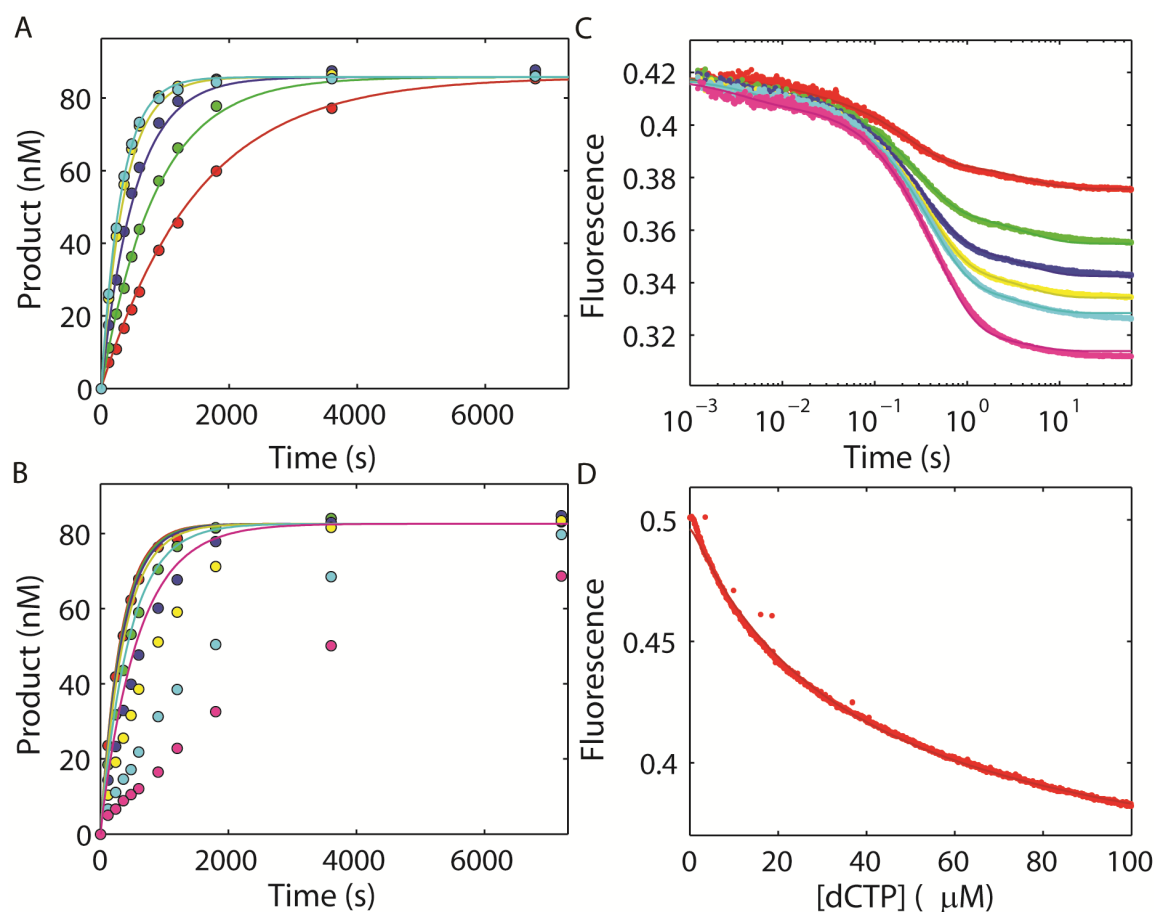 A
Product (nM)
80
60
40
20
0
0 2000 4000 6000
Time (s)
B
Product (nM)
80
60
40
20
0
0 2000 4000 6000
Time (s)
C
Fluorescence
0.42
0.4
0.38
0.36
0.34
0.32
10⁻³ 10⁻² 10⁻¹ 10⁰ 10¹
Time (s)
D
Fluorescence
0.5
0.45
0.4
0 20 40 60 80 100
[dCTP] ( μM)